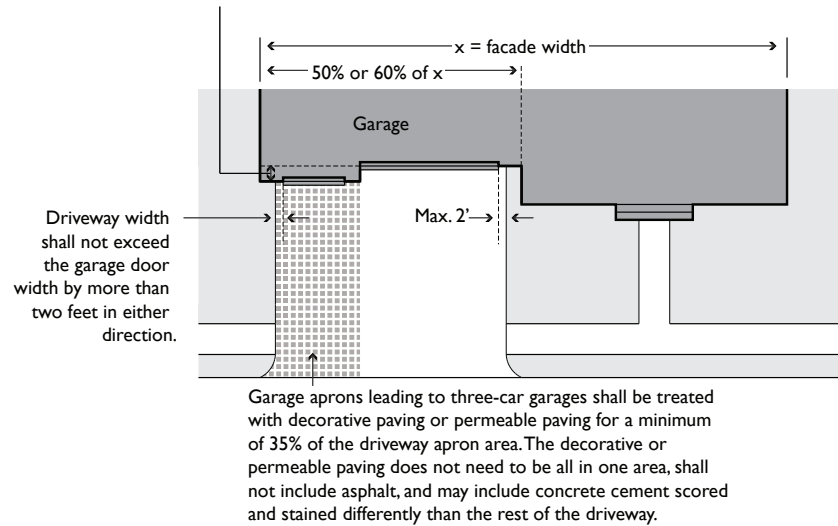 x = facade width
50% or 60% of x
Garage
Driveway width
shall not exceed
the garage door
width by more than
two feet in either
direction.
Max. 2'
Garage aprons leading to three-car garages shall be treated
with decorative paving or permeable paving for a minimum
of 35% of the driveway apron area. The decorative or
permeable paving does not need to be all in one area, shall
not include asphalt, and may include concrete cement scored
and stained differently than the rest of the driveway.